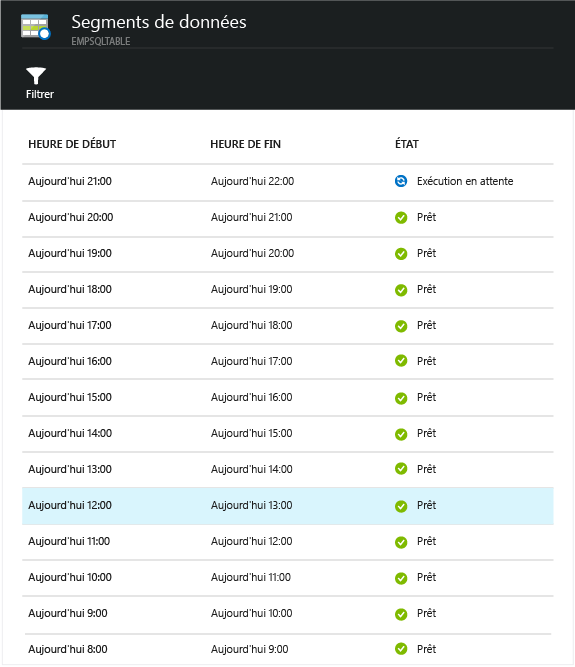 Segments de données
EMPSQLTABLE
Filtrer
HEURE DE DÉBUT HEURE DE FIN ÉTAT
Aujourd'hui 21:00 Aujourd'hui 22:00 Exécution en attente
Aujourd'hui 20:00 Aujourd'hui 21:00 Prêt
Aujourd'hui 19:00 Aujourd'hui 20:00 Prêt
Aujourd'hui 18:00 Aujourd'hui 19:00 Prêt
Aujourd'hui 17:00 Aujourd'hui 18:00 Prêt
Aujourd'hui 16:00 Aujourd'hui 17:00 Prêt
Aujourd'hui 15:00 Aujourd'hui 16:00 Prêt
Aujourd'hui 14:00 Aujourd'hui 15:00 Prêt
Aujourd'hui 13:00 Aujourd'hui 14:00 Prêt
Aujourd'hui 12:00 Aujourd'hui 13:00 Prêt
Aujourd'hui 11:00 Aujourd'hui 12:00 Prêt
Aujourd'hui 10:00 Aujourd'hui 11:00 Prêt
Aujourd'hui 9:00 Aujourd'hui 10:00 Prêt
Aujourd'hui 8:00 Aujourd'hui 9:00 Prêt